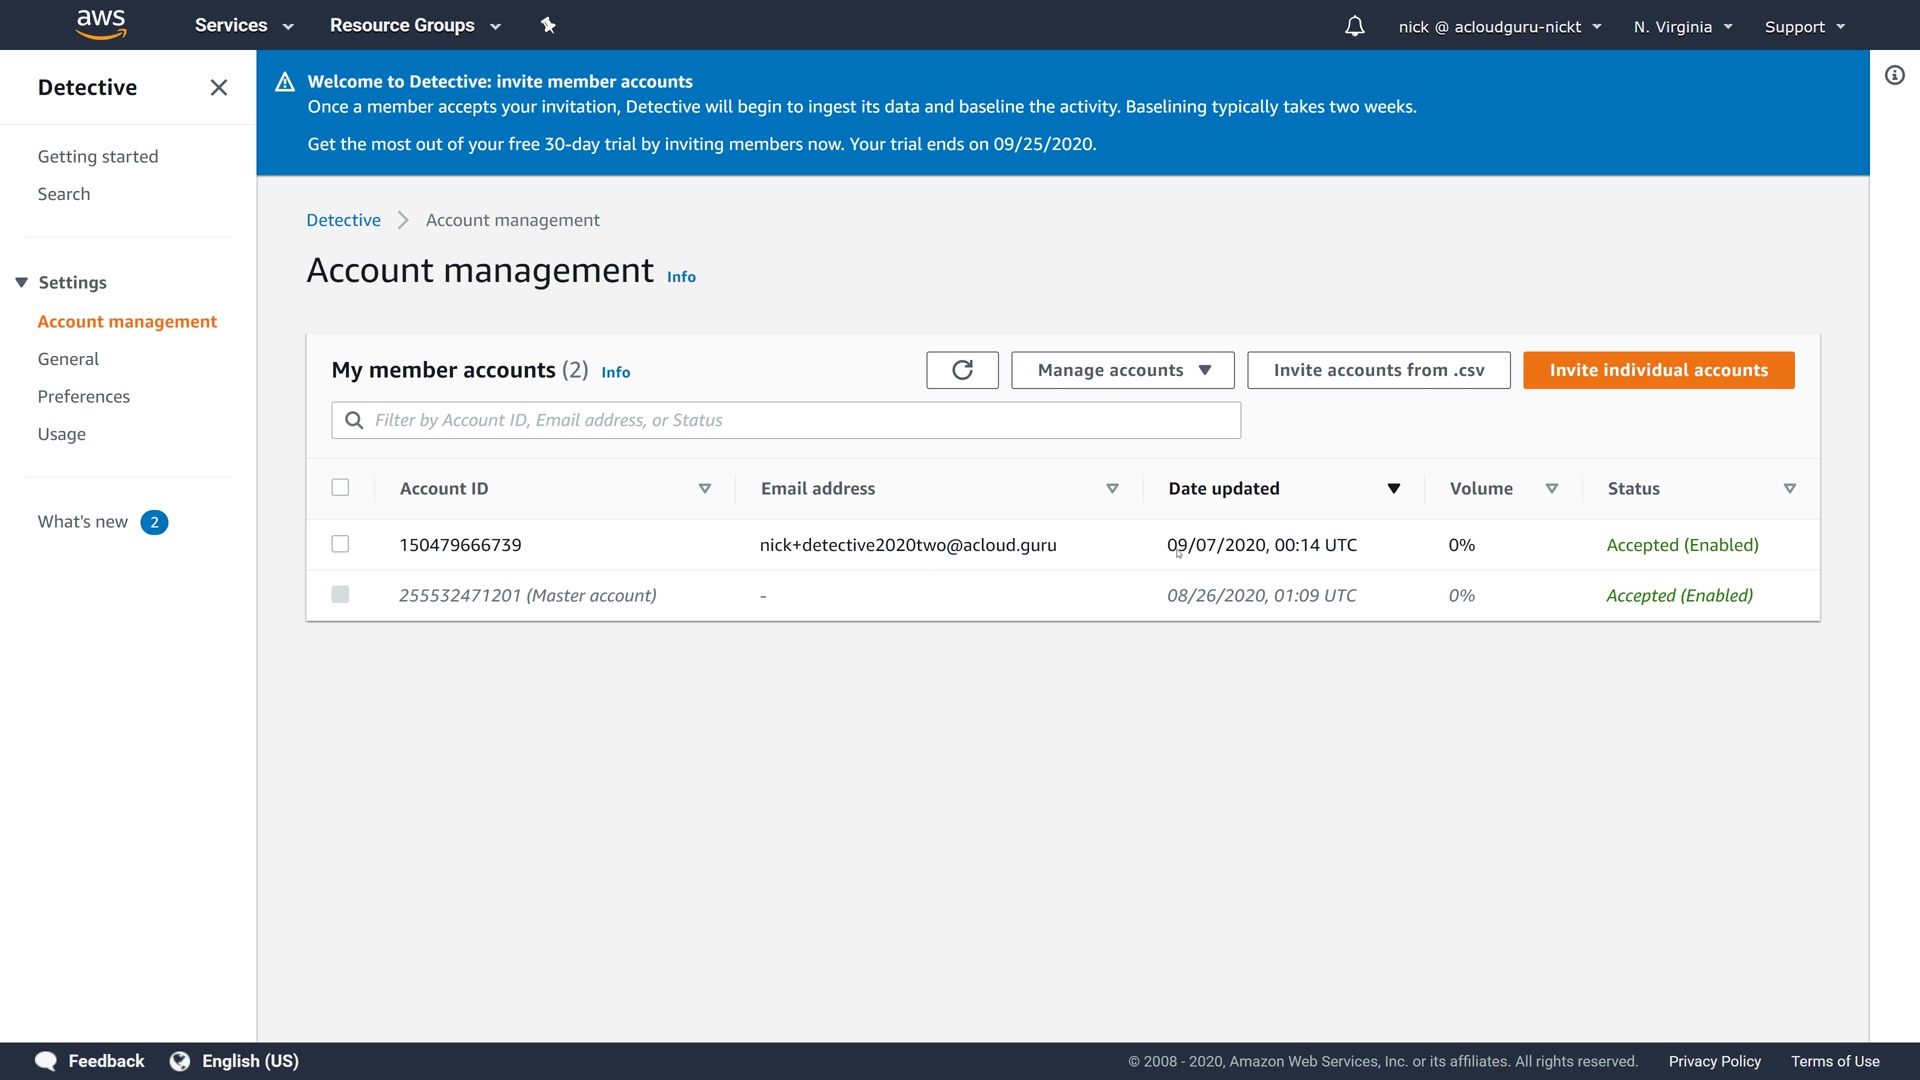 aws
Services
Resource Groups
nick @ acloudguru-nickt
N. Virginia
Support
Detective
Getting started
Search
Settings
Account management
General
Preferences
Usage
What's new 2
Welcome to Detective: invite member accounts
Once a member accepts your invitation, Detective will begin to ingest its data and baseline the activity. Baselining typically takes two weeks.
Get the most out of your free 30-day trial by inviting members now. Your trial ends on 09/25/2020.
Detective > Account management
Account management Info
My member accounts (2) Info
Manage accounts
Invite accounts from .csv
Invite individual accounts
Filter by Account ID, Email address, or Status
Account ID Email address Date updated Volume Status
150479666739 nick+detective2020two@acloud.guru 09/07/2020, 00:14 UTC 0% Accepted (Enabled)
255532471201 (Master account) - 08/26/2020, 01:09 UTC 0% Accepted (Enabled)
Feedback
English (US)
© 2008 - 2020, Amazon Web Services, Inc. or its affiliates. All rights reserved.
Privacy Policy
Terms of Use